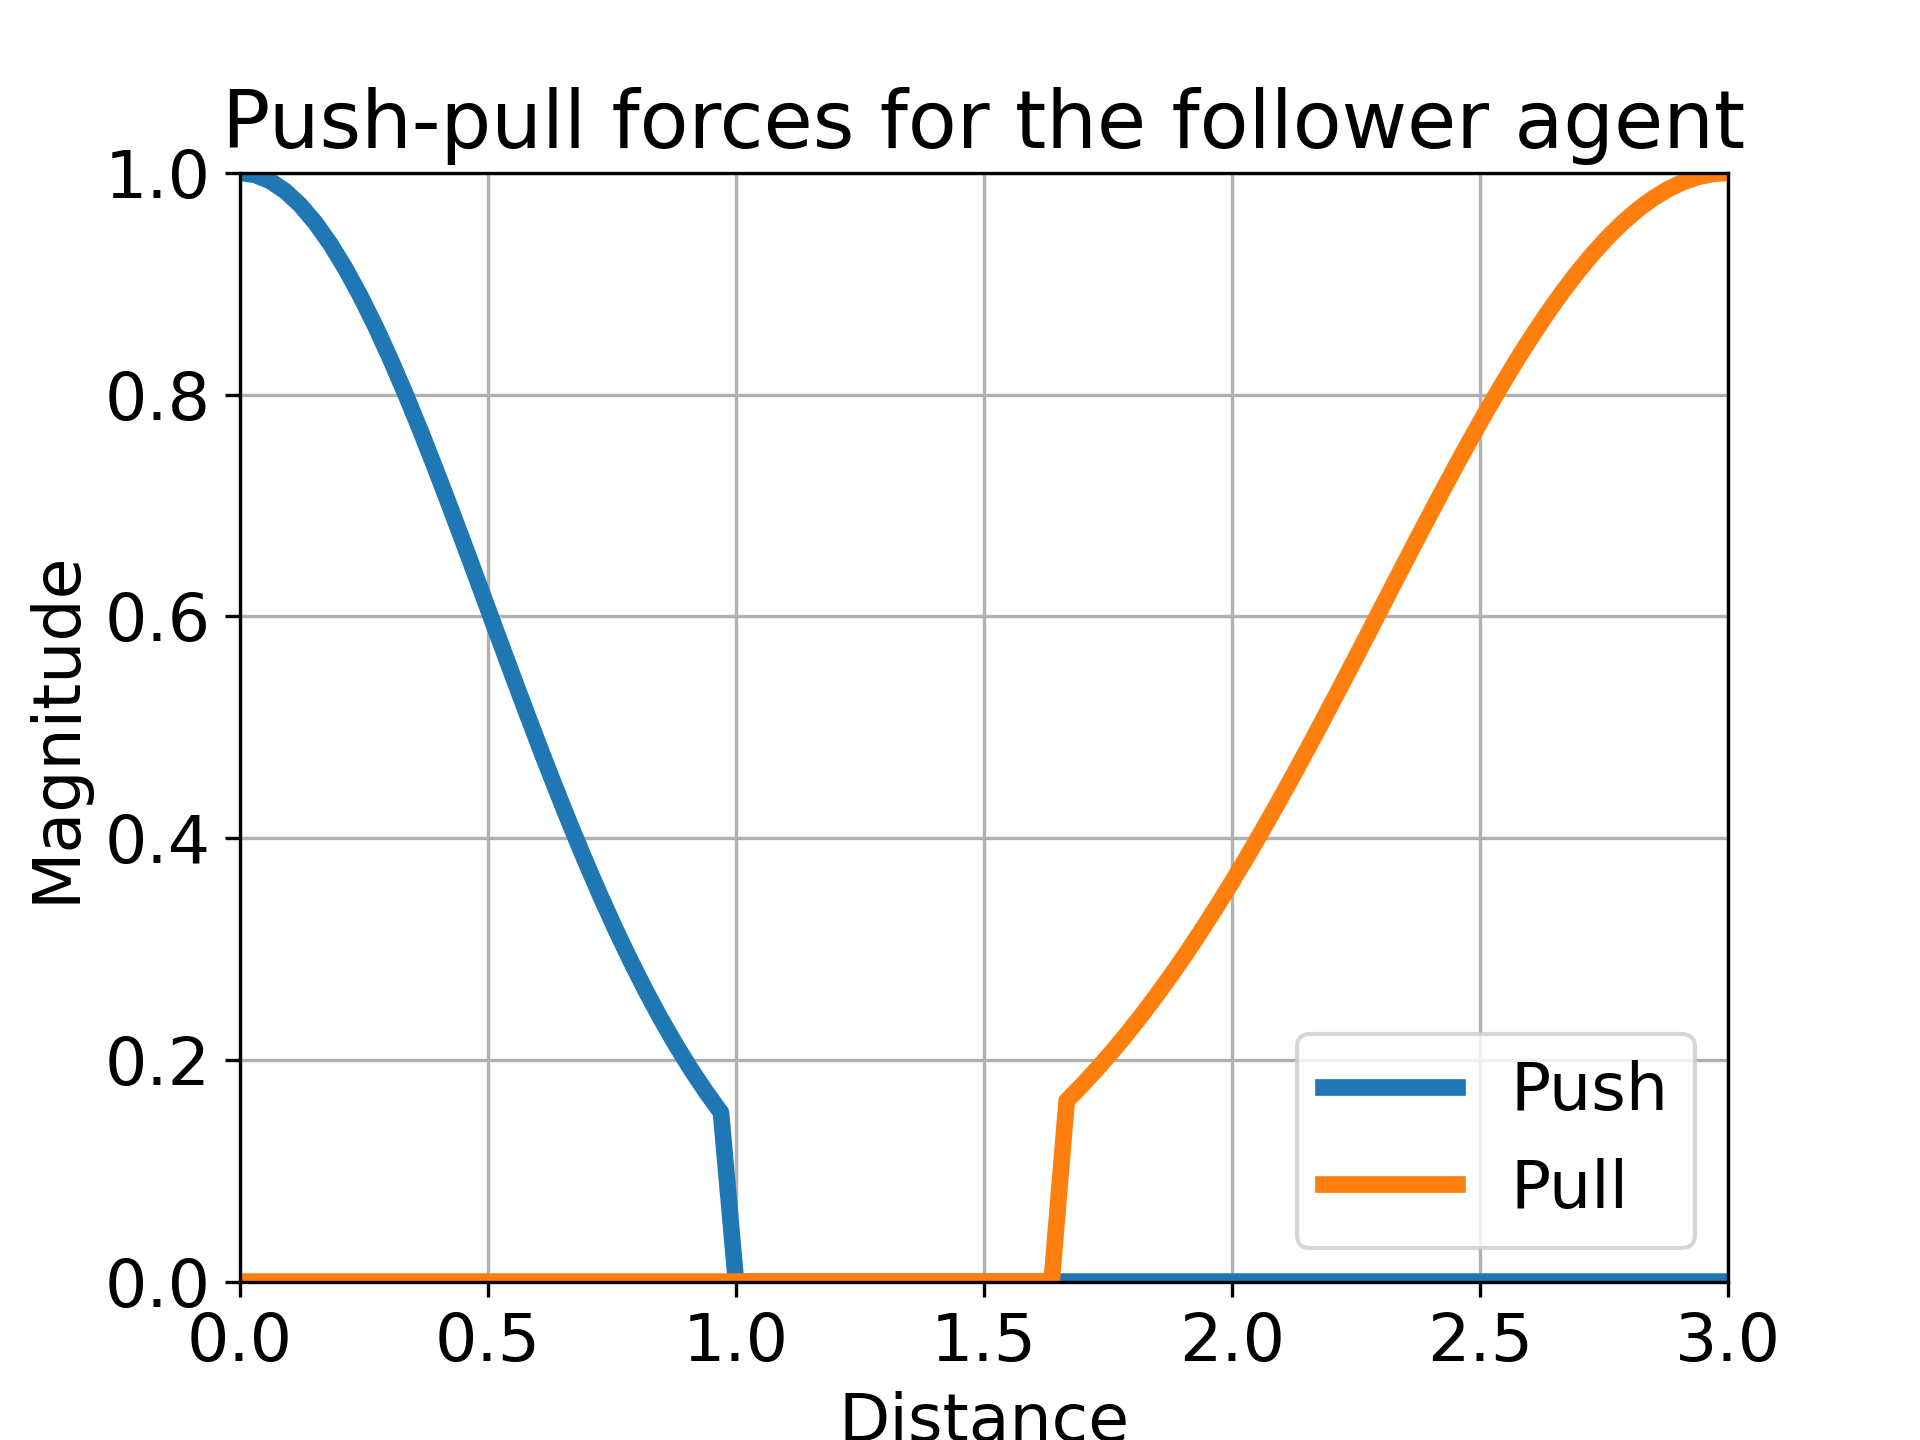 Push-pull forces for the follower agent
1.0
0.8
0.6
0.4
0.2
0.0
Magnitude
Push
Pull
0.0 0.5 1.0 1.5 2.0 2.5 3.0
Distance